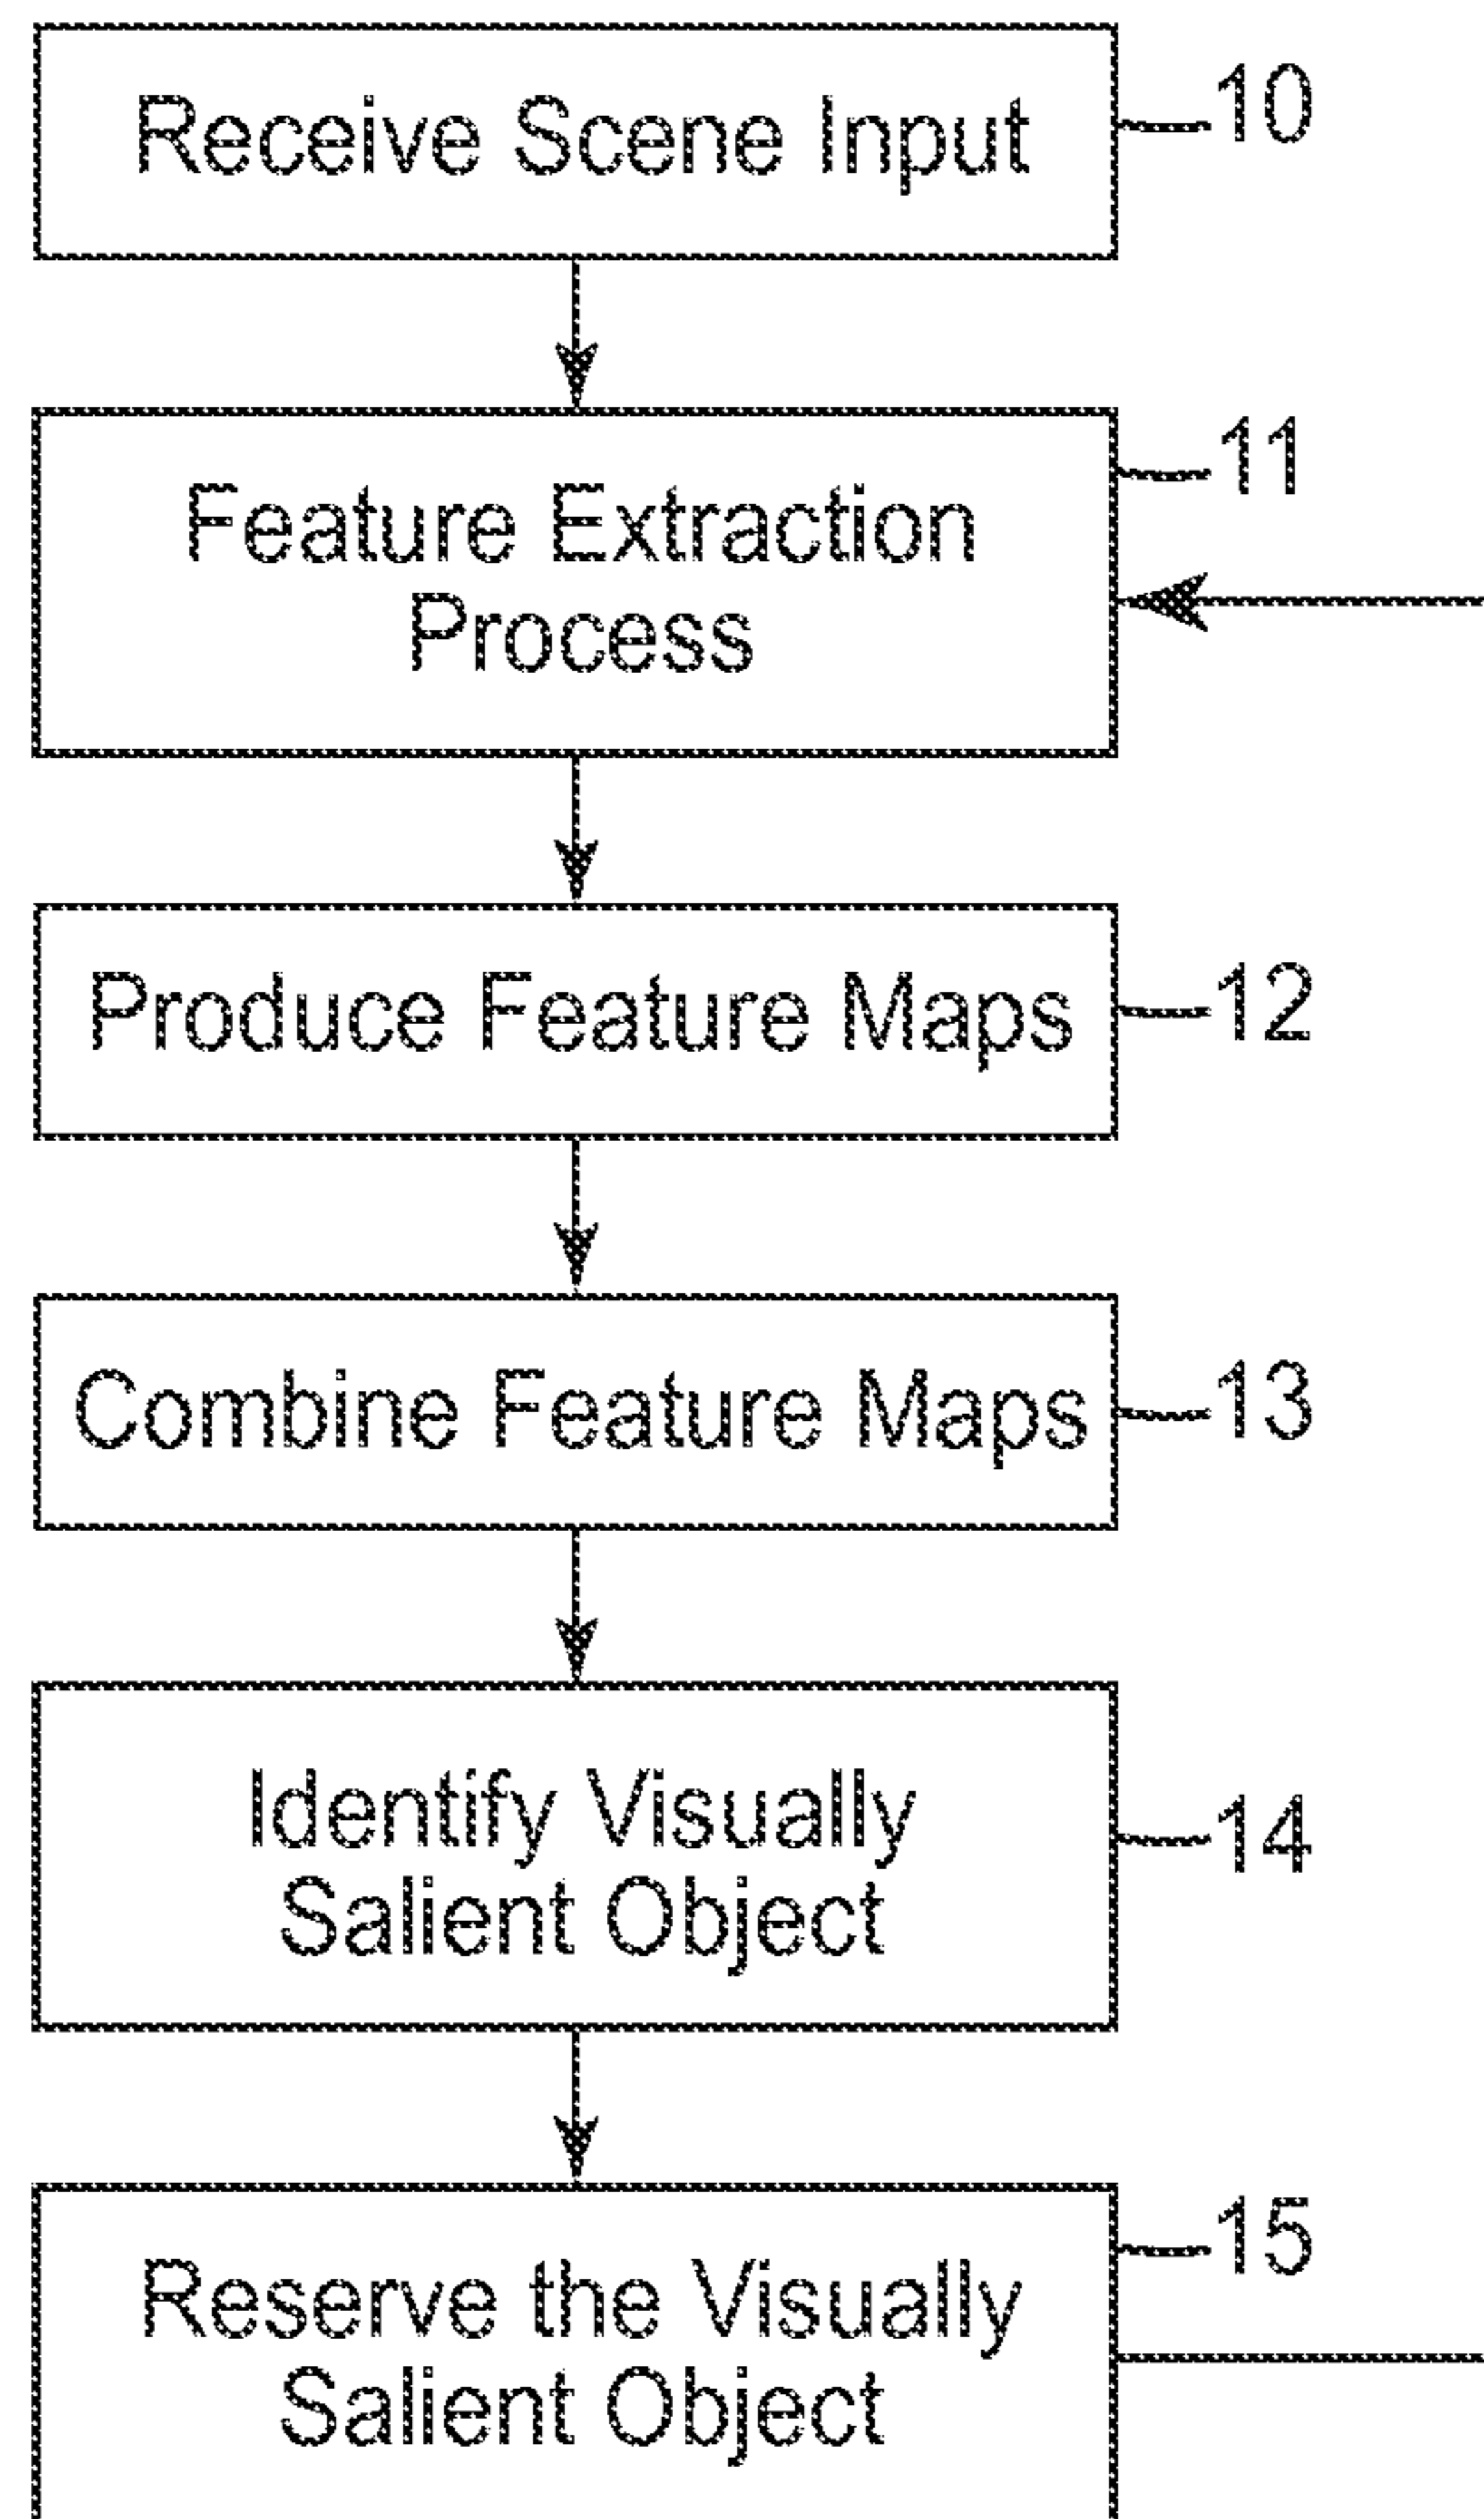 Receive Scene Input
10
Feature Extraction
Process
11
Produce Feature Maps
12
Combine Feature Maps
13
Identify Visually
Salient Object
14
Reserve the Visually
Salient Object
15